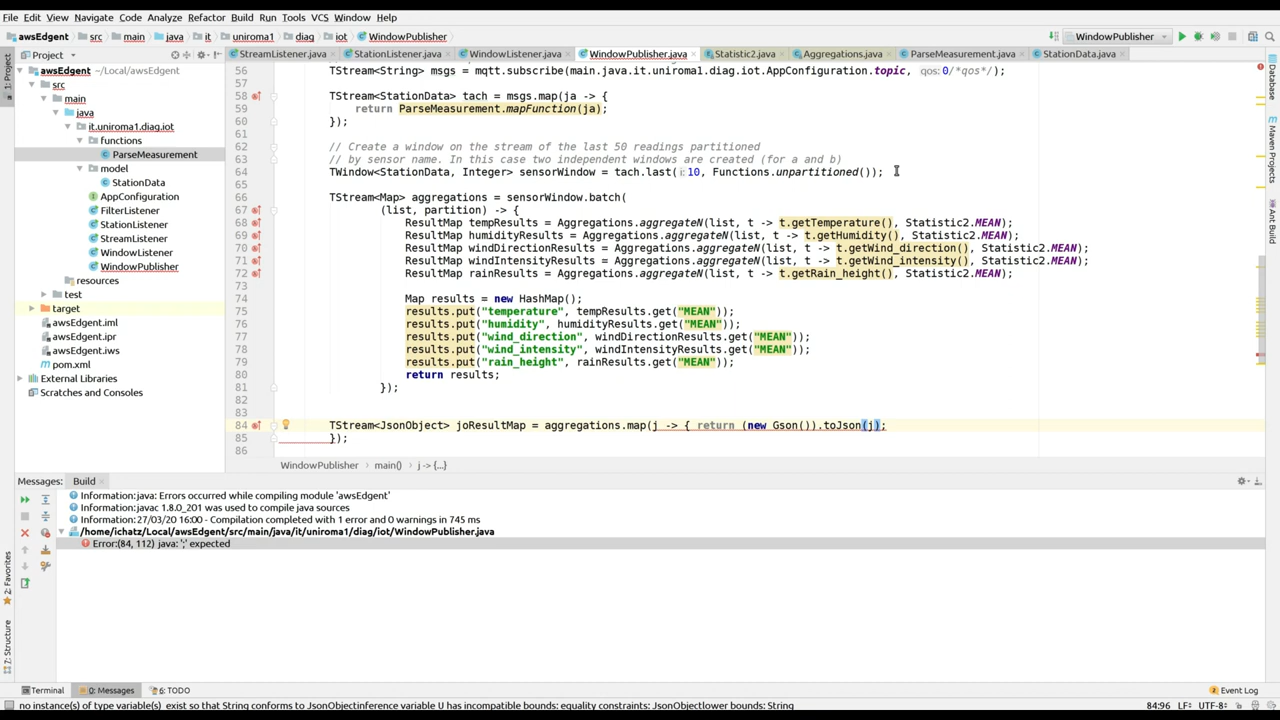 File Edit View Navigate Code Analyze Refactor Build Run Tools VCS Window Help
awsEdgent src main java it uniroma1 diag iot WindowPublisher WindowPublisher
Project StreamListener.java StationListener.java WindowListener.java WindowPublisher.java Statistic2.java Aggregations.java ParseMeasurement.java StationData.java
1: Project
Database
Maven Projects
Ant Build
awsEdgent ~/Local/awsEdgent
src
main
java
it.uniroma1.diag.iot
functions
ParseMeasurement
model
StationData
AppConfiguration
FilterListener
StationListener
StreamListener
WindowListener
WindowPublisher
resources
test
target
awsEdgent.iml
awsEdgent.ipr
awsEdgent.iws
pom.xml
External Libraries
Scratches and Consoles
56 TStream<String> msgs = mqtt.subscribe(main.java.it.uniroma1.diag.iot.AppConfiguration.topic, qos: 0/*qos*/);
57
58 TStream<StationData> tach = msgs.map(ja -> {
59 return ParseMeasurement.mapFunction(ja);
60 });
61
62 // Create a window on the stream of the last 50 readings partitioned
63 // by sensor name. In this case two independent windows are created (for a and b)
64 TWindow<StationData, Integer> sensorWindow = tach.last( i: 10, Functions.unpartitioned());
65
66 TStream<Map> aggregations = sensorWindow.batch(
67 (list, partition) -> {
68 ResultMap tempResults = Aggregations.aggregateN(list, t -> t.getTemperature(), Statistic2.MEAN);
69 ResultMap humidityResults = Aggregations.aggregateN(list, t -> t.getHumidity(), Statistic2.MEAN);
70 ResultMap windDirectionResults = Aggregations.aggregateN(list, t -> t.getWind_direction(), Statistic2.MEAN);
71 ResultMap windIntensityResults = Aggregations.aggregateN(list, t -> t.getWind_intensity(), Statistic2.MEAN);
72 ResultMap rainResults = Aggregations.aggregateN(list, t -> t.getRain_height(), Statistic2.MEAN);
73
74 Map results = new HashMap();
75 results.put("temperature", tempResults.get("MEAN"));
76 results.put("humidity", humidityResults.get("MEAN"));
77 results.put("wind_direction", windDirectionResults.get("MEAN"));
78 results.put("wind_intensity", windIntensityResults.get("MEAN"));
79 results.put("rain_height", rainResults.get("MEAN"));
80 return results;
81 });
82
83
84 TStream<JsonObject> joResultMap = aggregations.map(j -> { return (new Gson()).toJson(j);
85 });
86
WindowPublisher main() j -> {...}
Messages: Build
Information:java: Errors occurred while compiling module 'awsEdgent'
Information:javac 1.8.0_201 was used to compile java sources
Information:27/03/20 16:00 - Compilation completed with 1 error and 0 warnings in 745 ms
/home/ichatz/Local/awsEdgent/src/main/java/it/uniroma1/diag/iot/WindowPublisher.java
Error:(84, 112) java: ';' expected
2: Favorites
7: Structure
Terminal 0: Messages 6: TODO Event Log
no instance(s) of type variable(s) exist so that String conforms to JsonObjectinference variable U has incompatible bounds: equality constraints: JsonObjectlower bounds: String 84:96 LF÷ UTF-8÷